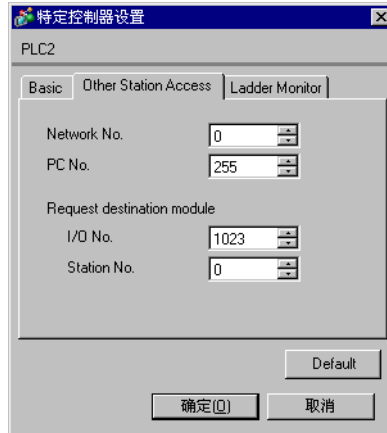 特定控制器设置
PLC2
Basic Other Station Access Ladder Monitor
Network No. 0
PC No. 255
Request destination module
I/O No. 1023
Station No. 0
Default
确定(O) 取消